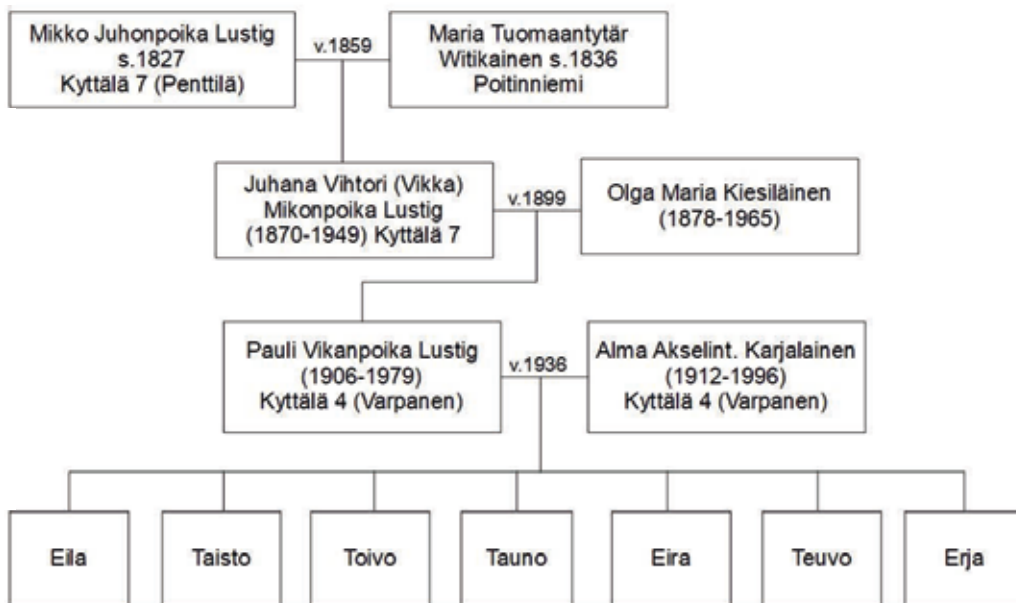 Mikko Juhonpoika Lustig
s.1827
Kyttälä 7 (Penttilä)
v.1859
Maria Tuomaantytär
Witikainen s.1836
Poitinniemi
Juhana Vihtori (Vikka)
Mikonpoika Lustig
(1870-1949) Kyttälä 7
v.1899
Olga Maria Kiesiläinen
(1878-1965)
Pauli Vikanpoika Lustig
(1906-1979)
Kyttälä 4 (Varpanen)
v.1936
Alma Akselint. Karjalainen
(1912-1996)
Kyttälä 4 (Varpanen)
Eila
Taisto
Toivo
Tauno
Eira
Teuvo
Erja